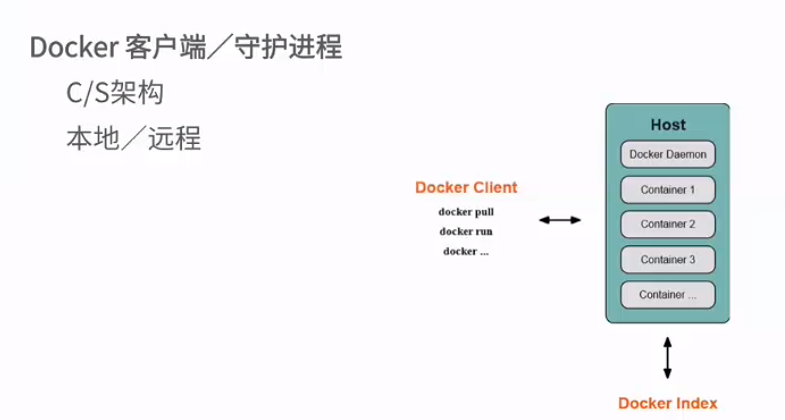 Docker 客户端／守护进程
C/S架构
本地／远程
Host
Docker Daemon
Container 1
Container 2
Container 3
Container ...
Docker Client
docker pull
docker run
docker ...
Docker Index